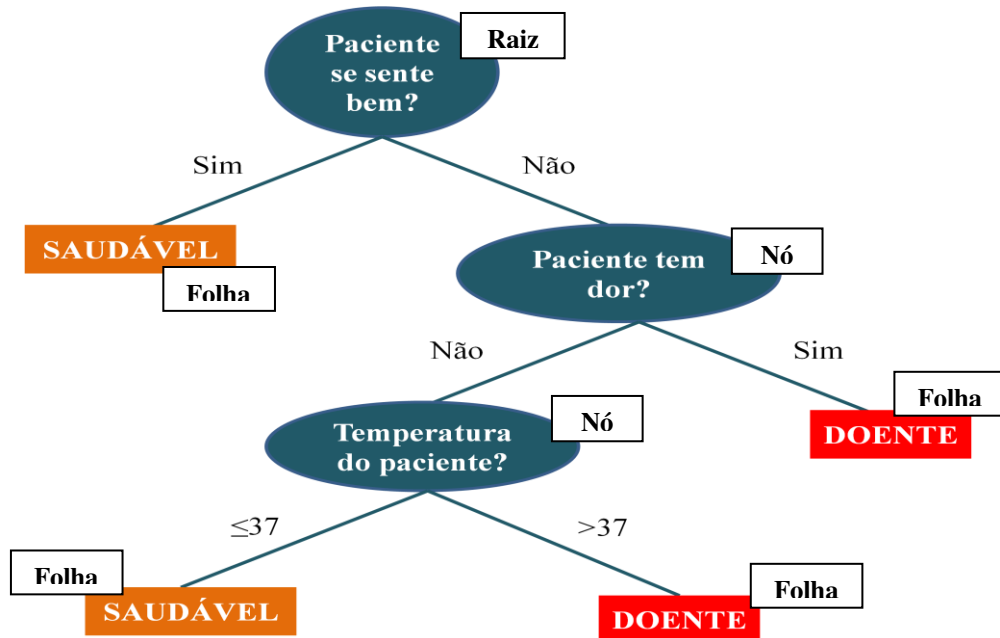 Paciente
se sente
bem?
Raiz
Sim
Não
SAUDÁVEL
Folha
Paciente tem
dor?
Nó
Não
Sim
Folha
DOENTE
Temperatura
do paciente?
Nó
≤37
>37
Folha
SAUDÁVEL
Folha
DOENTE